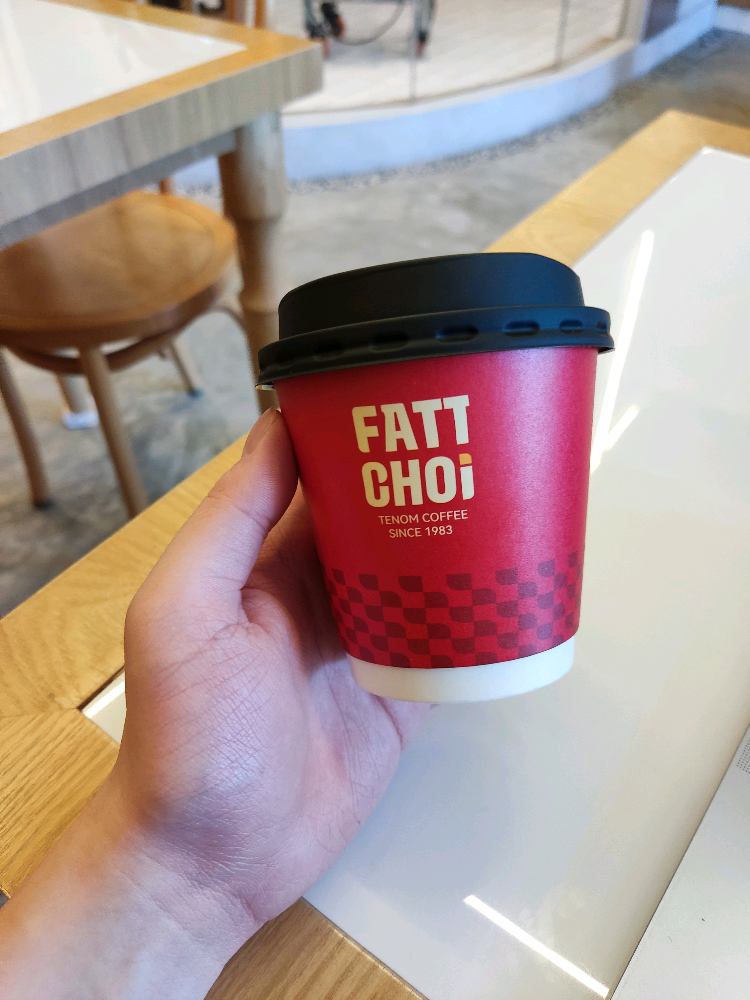 FATT
CHOi
TENOM COFFEE
SINCE 1983